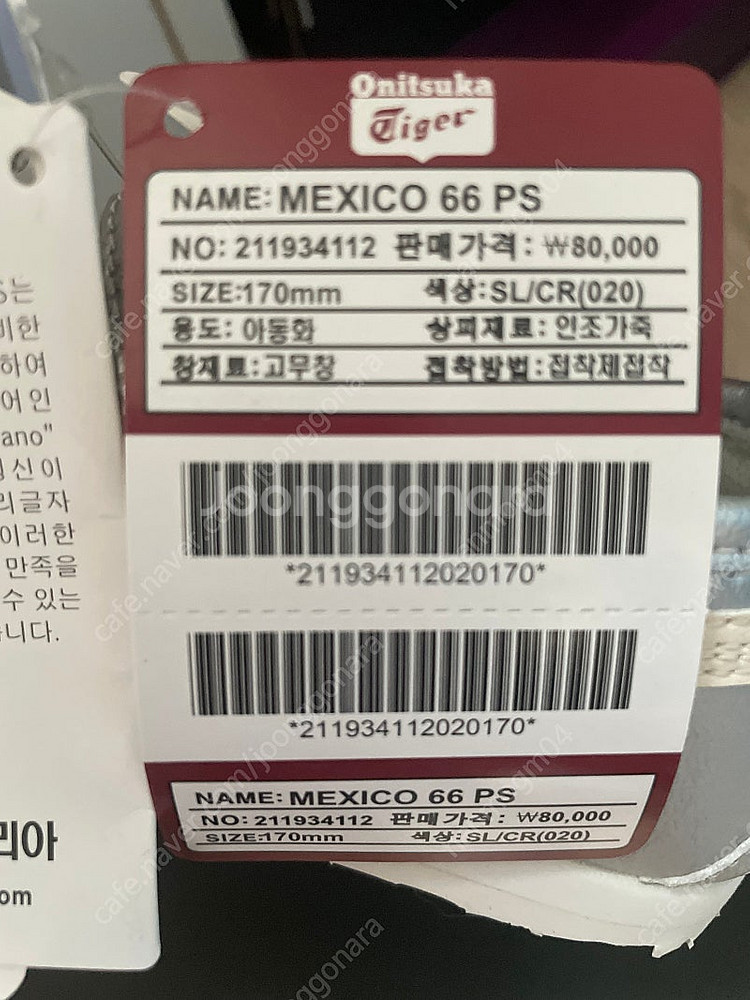 Onitsuka
Tiger
NAME: MEXICO 66 PS
NO: 211934112 판매가격 : ₩80,000
SIZE:170mm 색상:SL/CR(020)
용도: 아동화 상피재료: 인조가죽
창재료:고무창 접착방법:접착제접착
*211934112020170*
*211934112020170*
NAME: MEXICO 66 PS
NO: 211934112 판매가격 : ₩80,000
SIZE:170mm 색상:SL/CR(020)
는
하여
어 인
ano"
신 이
리글자
이러한
만족을
수 있는
니다.
리아
om
joonggonara
cafe.naver.com/joonggonara